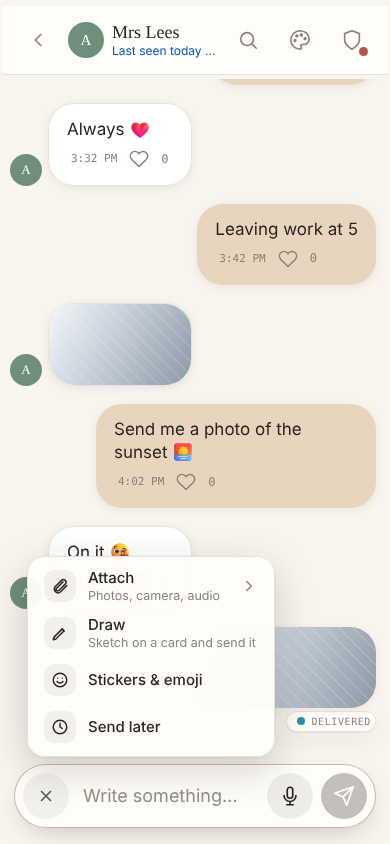 A
Mrs Lees
Last seen today ...
Always ❤️
3:32 PM 0
A
Leaving work at 5
3:42 PM 0
A
Send me a photo of the
sunset 🌅
4:02 PM 0
On it 😘
A
Attach
Photos, camera, audio
Draw
Sketch on a card and send it
Stickers & emoji
Send later
DELIVERED
Write something...